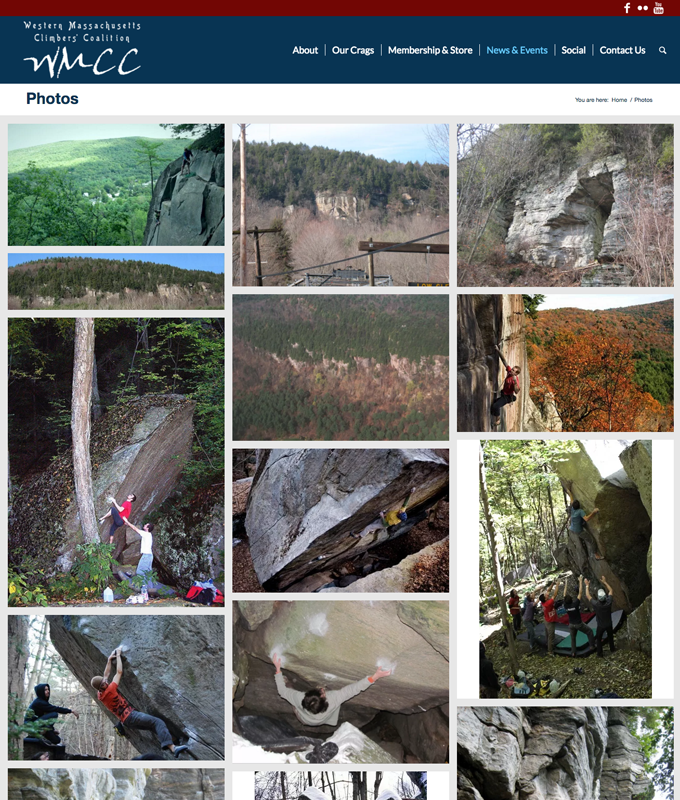 Western Massachusetts
Climbers' Coalition
WMCC
About
Our Crags
Membership & Store
News & Events
Social
Contact Us
Photos
You are here: Home / Photos